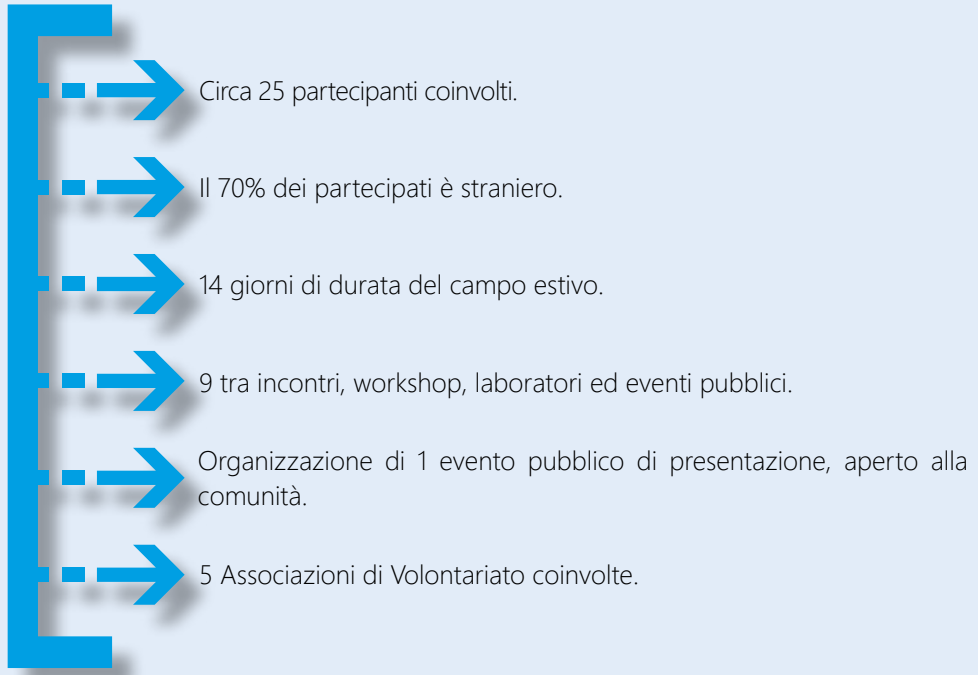 Circa 25 partecipanti coinvolti.
Il 70% dei partecipati è straniero.
14 giorni di durata del campo estivo.
9 tra incontri, workshop, laboratori ed eventi pubblici.
Organizzazione di 1 evento pubblico di presentazione, aperto alla
comunità.
5 Associazioni di Volontariato coinvolte.